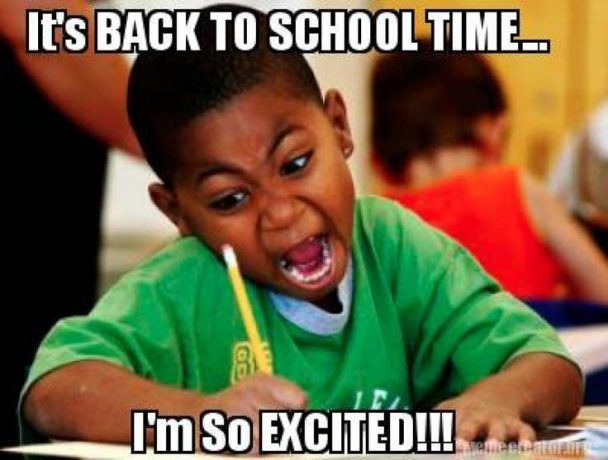 It's BACK TO SCHOOL TIME...
I'm So EXCITED!!!